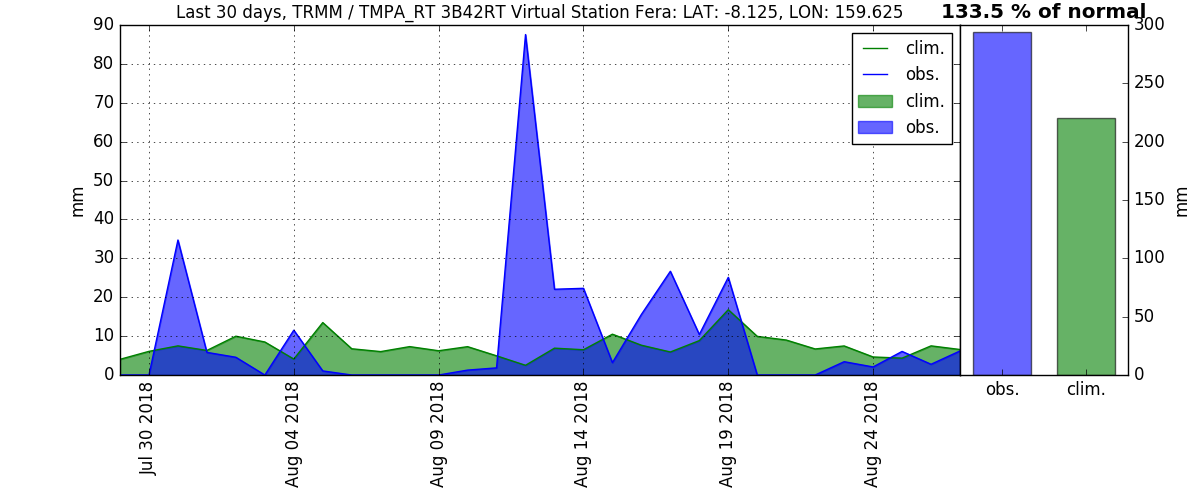 Last 30 days, TRMM / TMPA_RT 3B42RT Virtual Station Fera: LAT: -8.125, LON: 159.625
133.5 % of normal
clim.
obs.
clim.
obs.
mm
90
80
70
60
50
40
30
20
10
0
Jul 30 2018
Aug 04 2018
Aug 09 2018
Aug 14 2018
Aug 19 2018
Aug 24 2018
300
250
200
150
100
50
0
mm
obs.
clim.